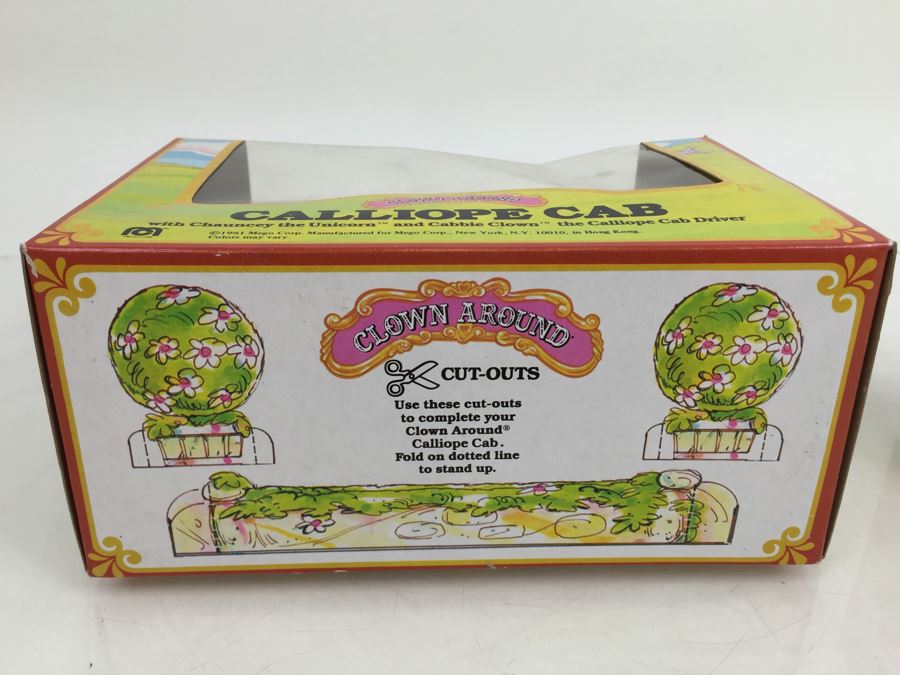 CLOWN AROUND
CALLIOPE CAB
with Chauncey the Unicorn™ and Cabbie Clown™ the Calliope Cab Driver
©1981 Mego Corp. Manufactured for Mego Corp., New York, N.Y. 10010, in Hong Kong.
Colors may vary.
CLOWN AROUND
CUT-OUTS
Use these cut-outs
to complete your
Clown Around®
Calliope Cab.
Fold on dotted line
to stand up.